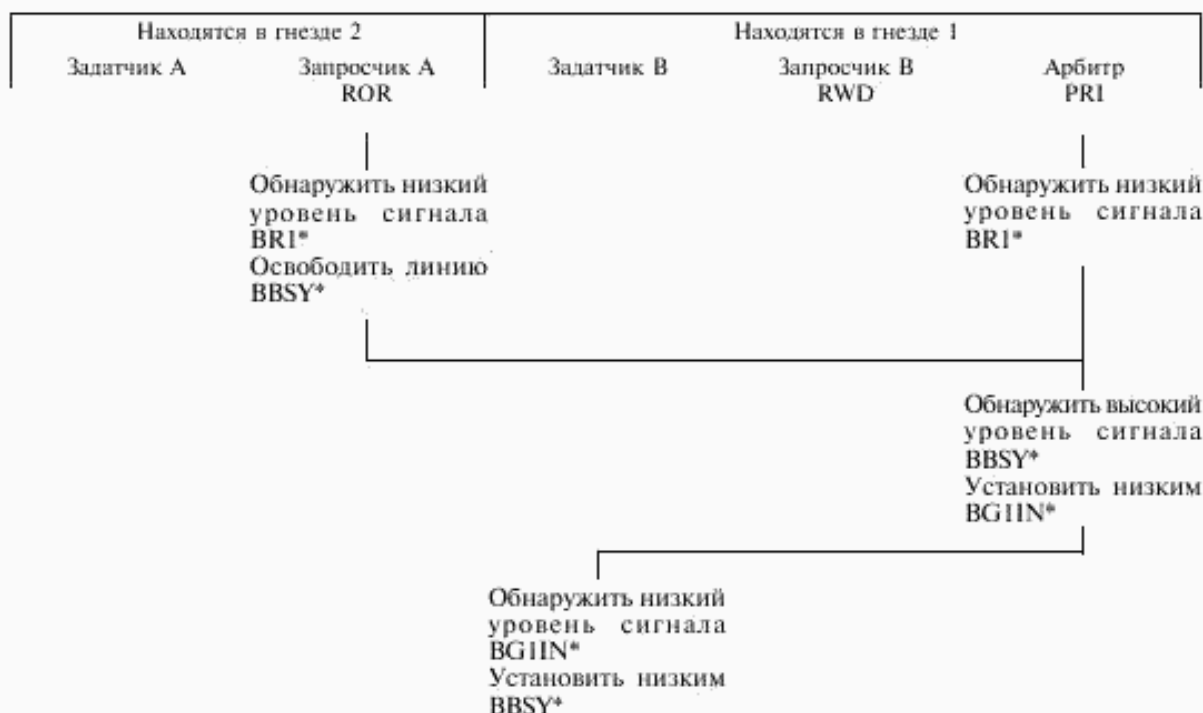 Находятся в гнезде 2
Находятся в гнезде 1
Задатчик А
Запросчик А
ROR
Задатчик В
Запросчик В
RWD
Арбитр
PRI
Обнаружить низкий
уровень сигнала
BR1*
Освободить линию
BBSY*
Обнаружить низкий
уровень сигнала
BR1*
Обнаружить высокий
уровень сигнала
BBSY*
Установить низким
BG1IN*
Обнаружить низкий
уровень сигнала
BG1IN*
Установить низким
BBSY*